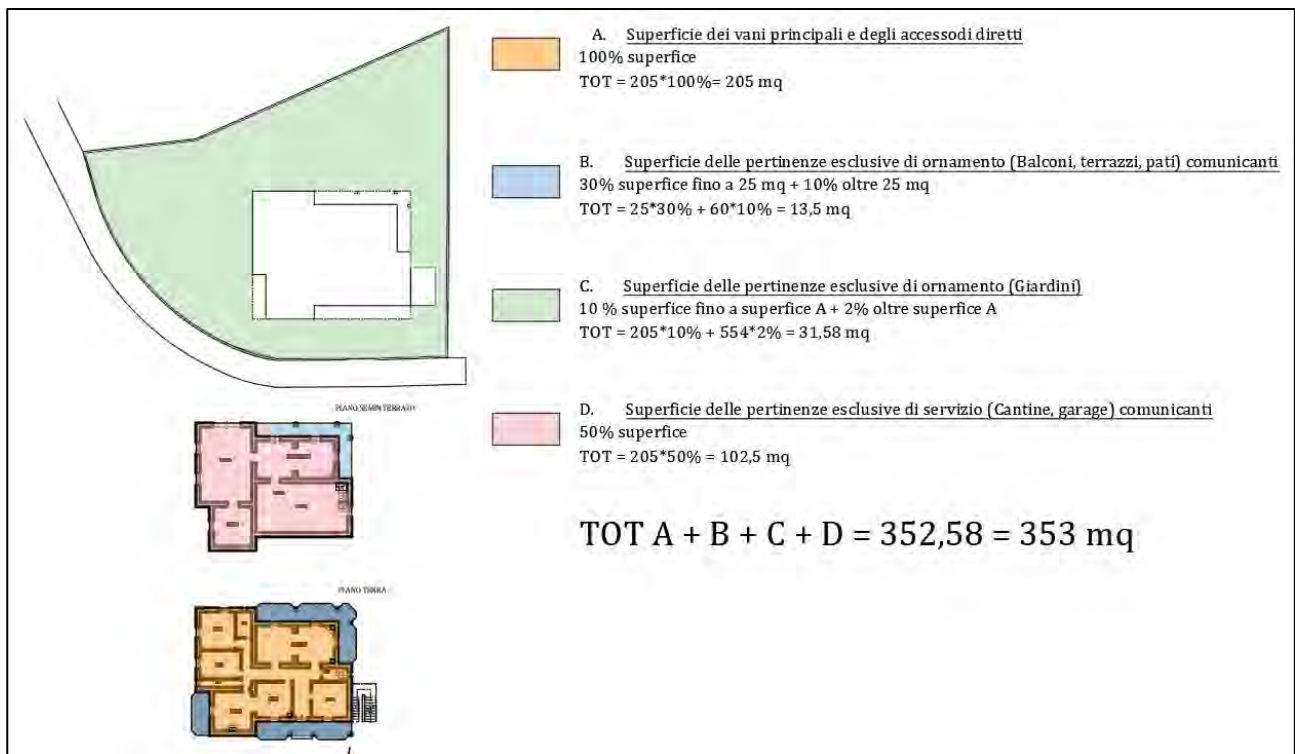 A. Superficie dei vani principali e degli accessodi diretti
100% superfice
TOT = 205*100%= 205 mq
B. Superficie delle pertinenze esclusive di ornamento (Balconi, terrazzi, pati) comunicanti
30% superfice fino a 25 mq + 10% oltre 25 mq
TOT = 25*30% + 60*10% = 13,5 mq
C. Superficie delle pertinenze esclusive di ornamento (Giardini)
10 % superfice fino a superfice A + 2% oltre superfice A
TOT = 205*10% + 554*2% = 31,58 mq
PIANO SEMINTERRATO
D. Superficie delle pertinenze esclusive di servizio (Cantine, garage) comunicanti
50% superfice
TOT = 205*50% = 102,5 mq
TOT A + B + C + D = 352,58 = 353 mq
PIANO TERRA